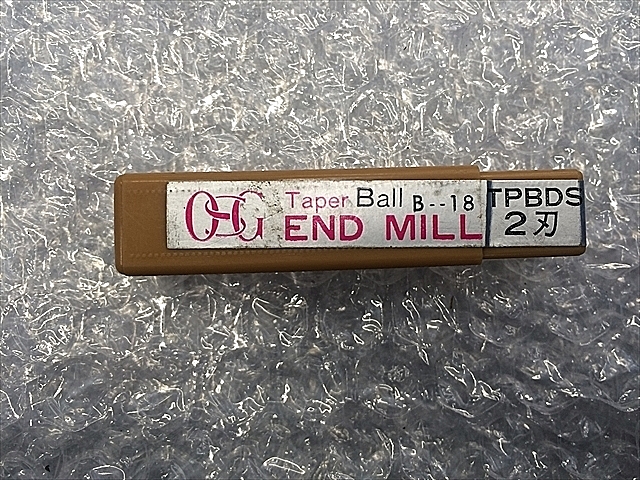 OSG Taper Ball B--18 TPBDS
END MILL 2刃